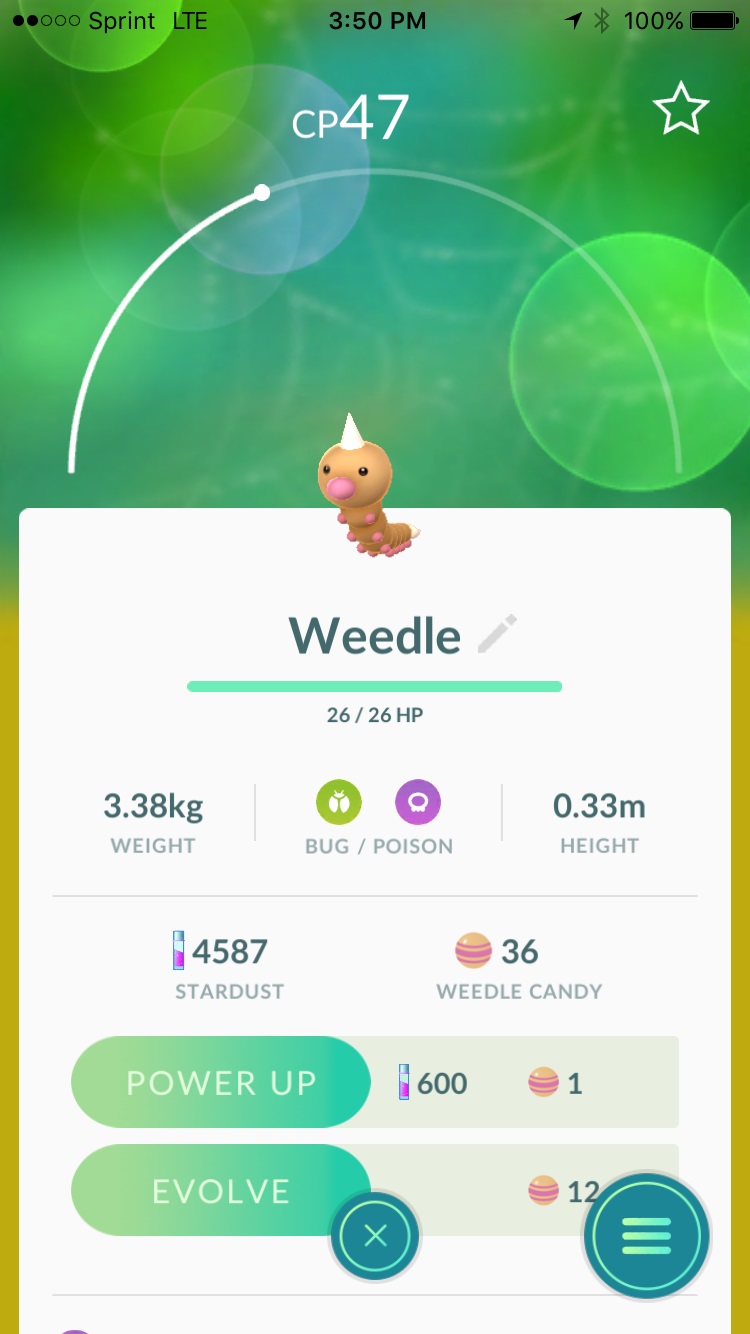 Sprint LTE 3:50 PM 100%
CP47
Weedle
26 / 26 HP
3.38kg 0.33m
WEIGHT BUG / POISON HEIGHT
4587 36
STARDUST WEEDLE CANDY
POWER UP 600 1
EVOLVE 12